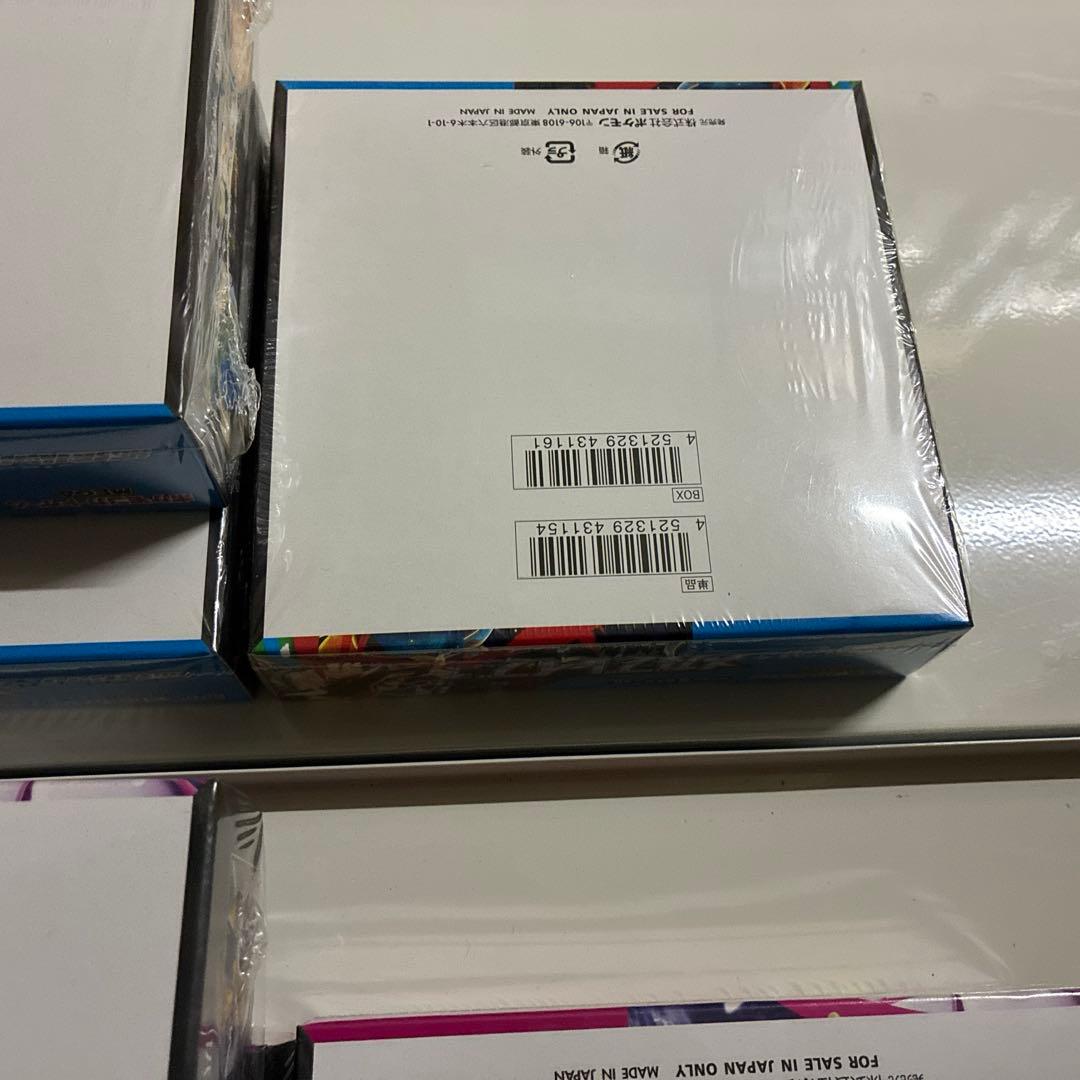 発売元 株式会社ポケモン 〒106-6108 東京都港区六本木6-10-1
FOR SALE IN JAPAN ONLY MADE IN JAPAN
紙 箱 プラ 外装
4 521329 431161
BOX
4 521329 431154
単品
FOR SALE IN JAPAN ONLY MADE IN JAPAN